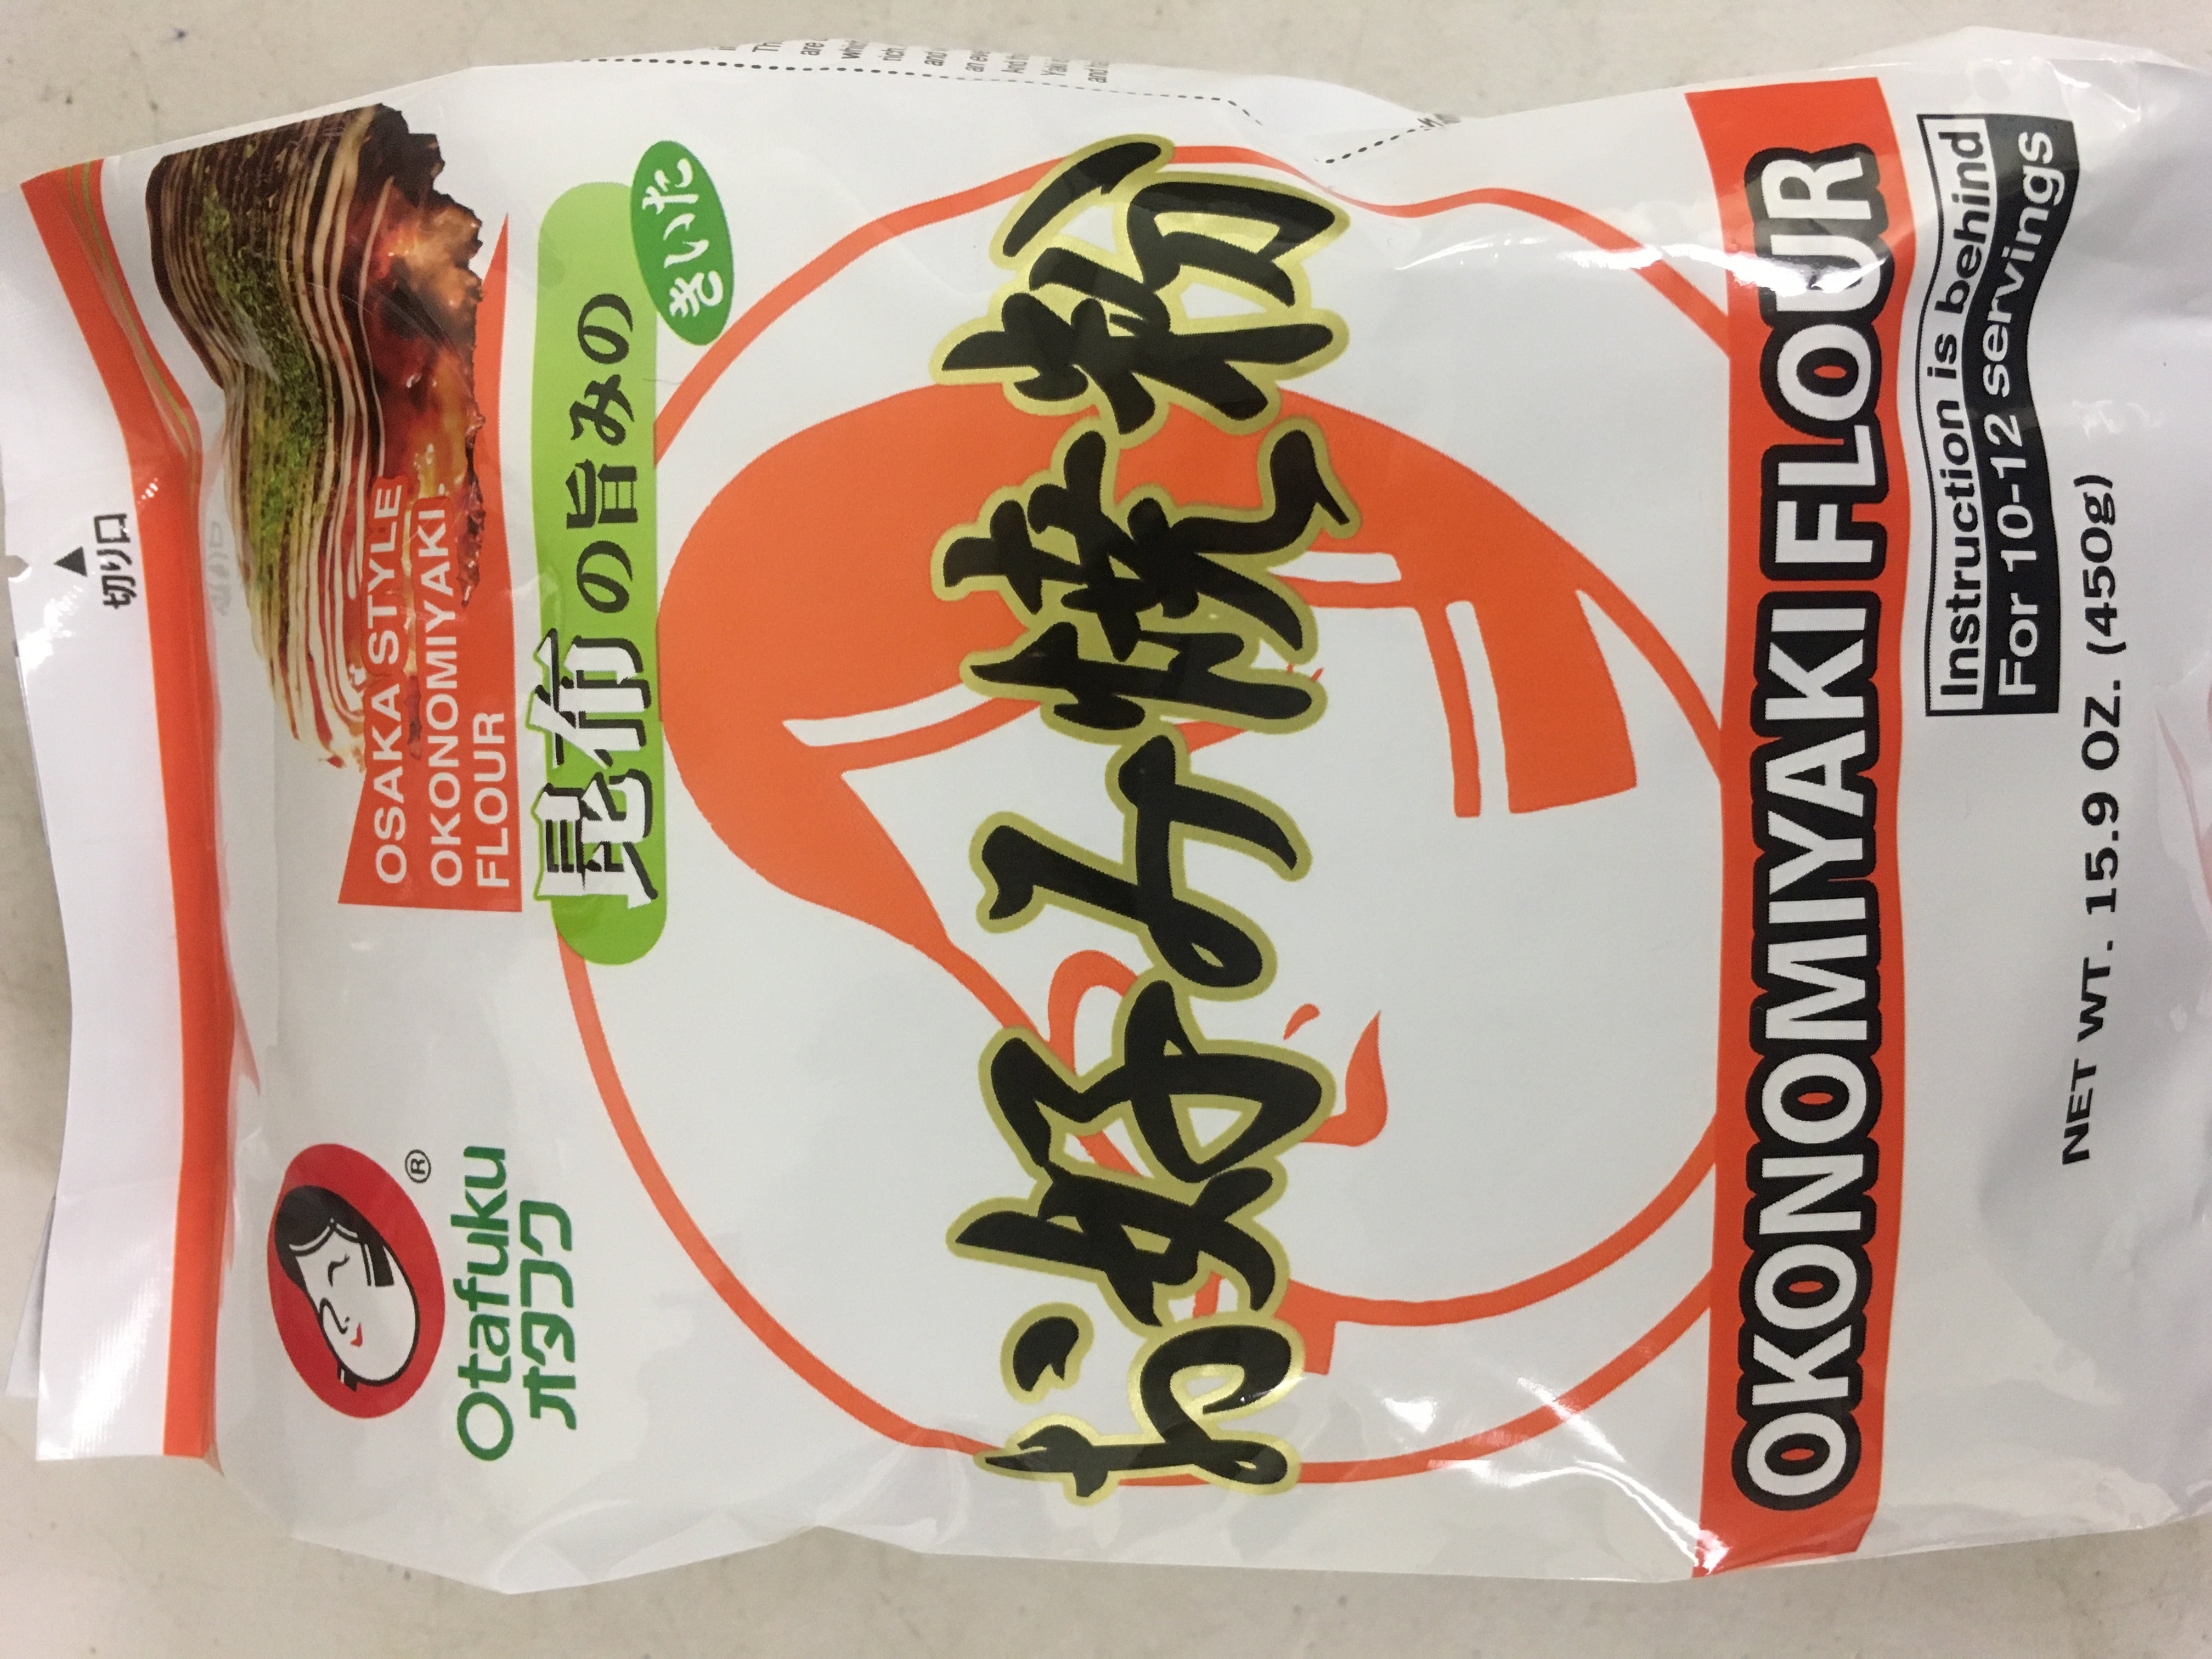 切り口
Otafuku
オタフク
®
OSAKA STYLE
OKONOMIYAKI
FLOUR
昆布の旨みの
きいた
お好み焼粉
OKONOMIYAKI FLOUR
Instruction is behind
For 10-12 servings
NET WT. 15.9 OZ. (450g)